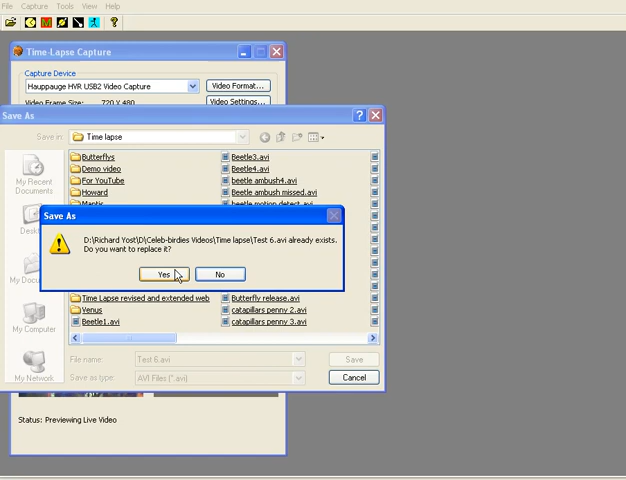 File Capture Tools View Help
Time-Lapse Capture
Capture Device
Hauppauge HVR USB2 Video Capture
Video Format...
Video Frame Size: 720 X 480
Video Settings...
Save As
Save in: Time lapse
My Recent Documents
My Computer
My Network
Butterflys
Demo video
For YouTube
Howard
Mantis
Time Lapse revised and extended web
Venus
Beetle1.avi
Beetle3.avi
Beetle4.avi
beetle ambush4.avi
Beetle ambush missed.avi
beetle motion detect.avi
Butterfly release.avi
catapillars penny 2.avi
catapillars penny 3.avi
Save As
D:\Richard Yost\D\Celeb-birdies Videos\Time lapse\Test 6.avi already exists.
Do you want to replace it?
Yes No
File name: Test 6.avi Save
Save as type: AVI Files (*.avi) Cancel
Status: Previewing Live Video